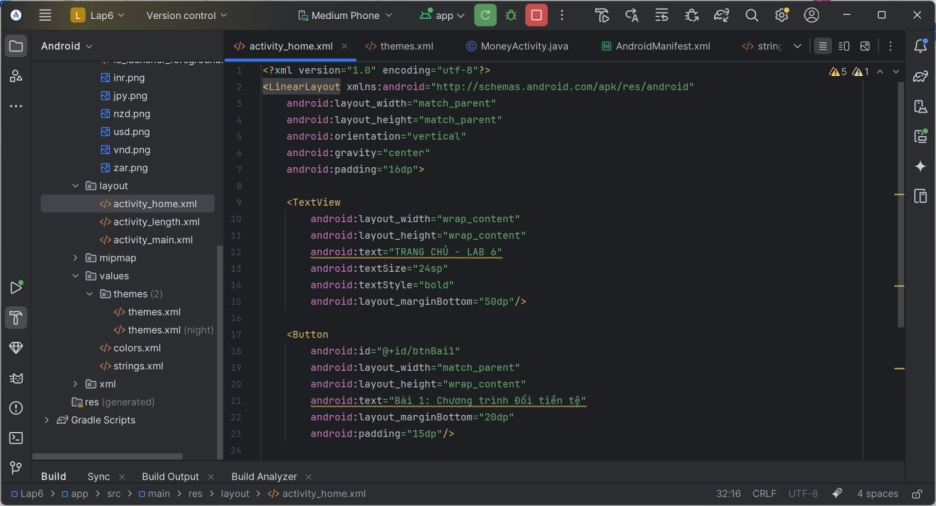 L Lap6 Version control Medium Phone app
Android
activity_home.xml themes.xml MoneyActivity.java AndroidManifest.xml
inr.png
jpy.png
nzd.png
usd.png
vnd.png
zar.png
layout
activity_home.xml
activity_length.xml
activity_main.xml
mipmap
values
themes (2)
themes.xml
themes.xml (night)
colors.xml
strings.xml
xml
res (generated)
Gradle Scripts
5 1
1 <?xml version="1.0" encoding="utf-8"?>
2 <LinearLayout xmlns:android="http://schemas.android.com/apk/res/android"
3 android:layout_width="match_parent"
4 android:layout_height="match_parent"
5 android:orientation="vertical"
6 android:gravity="center"
7 android:padding="16dp">
8
9 <TextView
10 android:layout_width="wrap_content"
11 android:layout_height="wrap_content"
12 android:text="TRANG CHỦ - LAB 6"
13 android:textSize="24sp"
14 android:textStyle="bold"
15 android:layout_marginBottom="50dp"/>
16
17 <Button
18 android:id="@+id/btnBai1"
19 android:layout_width="match_parent"
20 android:layout_height="wrap_content"
21 android:text="Bài 1: Chương trình Đổi tiền tệ"
22 android:layout_marginBottom="20dp"
23 android:padding="15dp"/>
24
Build Sync Build Output Build Analyzer
Lap6 > app > src > main > res > layout > activity_home.xml
32:16 CRLF UTF-8 4 spaces